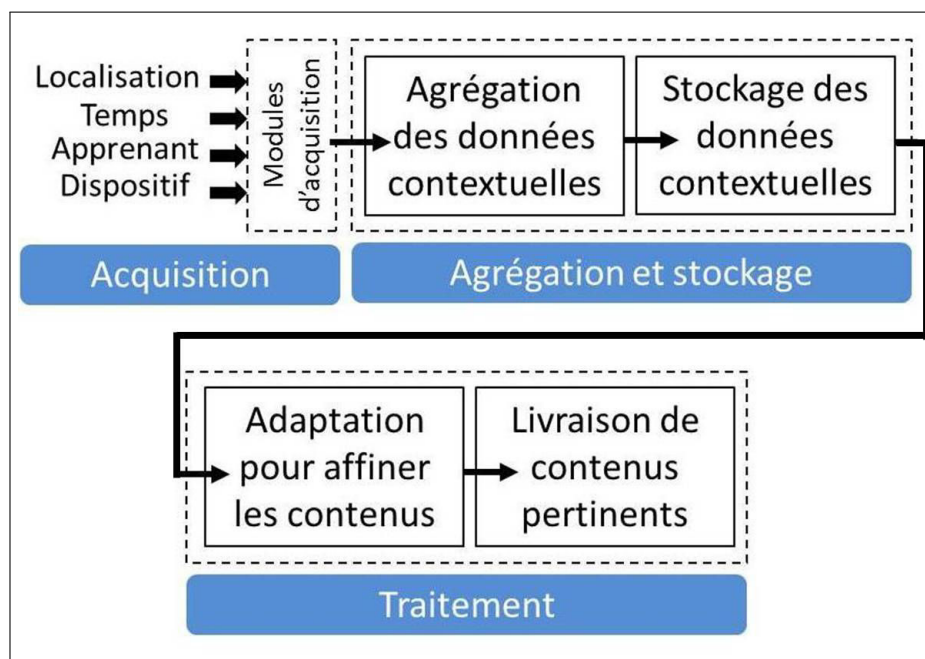 Localisation
Temps
Apprenant
Dispositif
Modules
d'acquisition
Agrégation
des données
contextuelles
Stockage des
données
contextuelles
Acquisition
Agrégation et stockage
Adaptation
pour affiner
les contenus
Livraison de
contenus
pertinents
Traitement